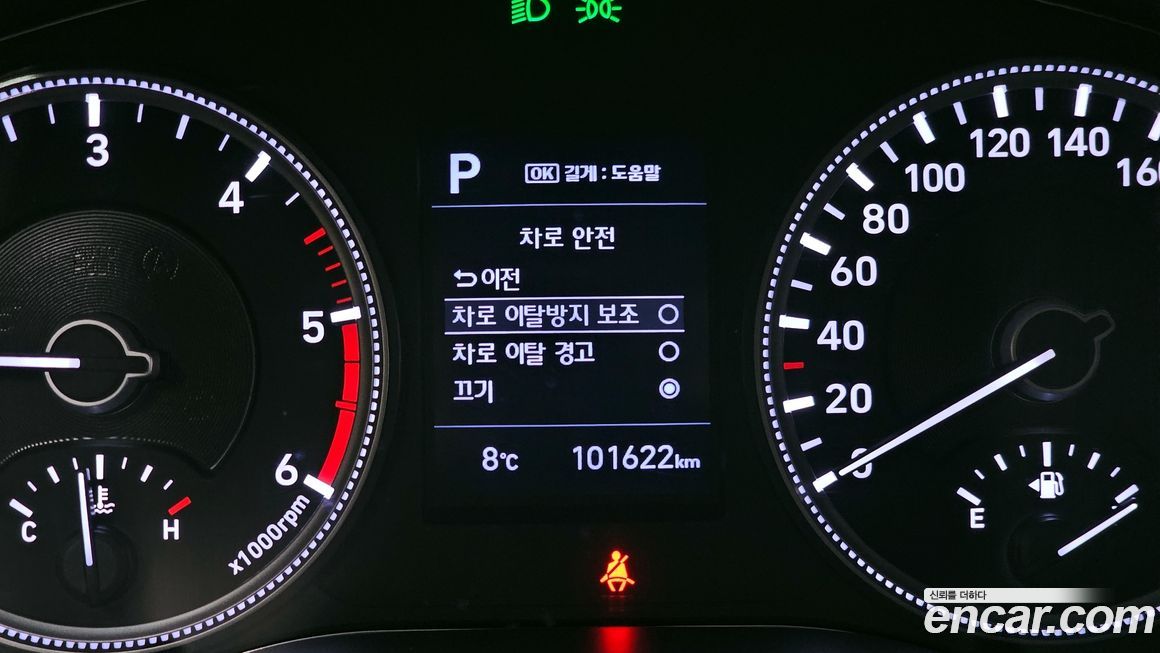 P
OK 길게 : 도움말
차로 안전
이전
차로 이탈방지 보조
차로 이탈 경고
끄기
8°C 101622km
3
4
5
6
x1000rpm
C H
0
20
40
60
80
100
120
140
160
E
신뢰를 더하다
encar.com